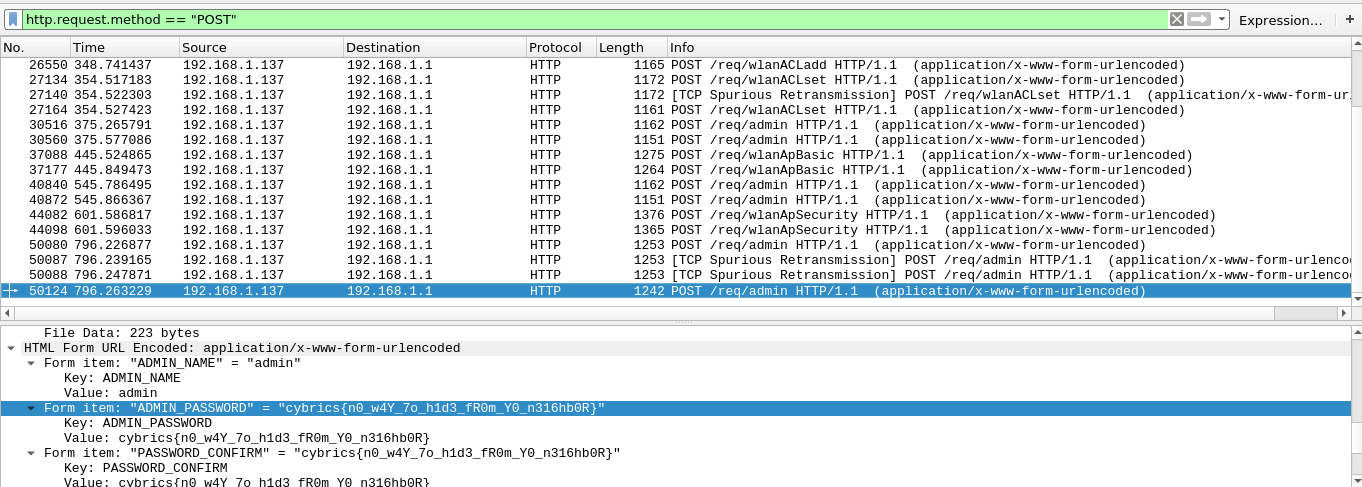 http.request.method == "POST" Expression… +
No. Time Source Destination Protocol Length Info
26550 348.741437 192.168.1.137 192.168.1.1 HTTP 1165 POST /req/wlanACLadd HTTP/1.1 (application/x-www-form-urlencoded)
27134 354.517183 192.168.1.137 192.168.1.1 HTTP 1172 POST /req/wlanACLset HTTP/1.1 (application/x-www-form-urlencoded)
27140 354.522303 192.168.1.137 192.168.1.1 HTTP 1172 [TCP Spurious Retransmission] POST /req/wlanACLset HTTP/1.1 (application/x-www-form-ur
27164 354.527423 192.168.1.137 192.168.1.1 HTTP 1161 POST /req/wlanACLset HTTP/1.1 (application/x-www-form-urlencoded)
30516 375.265791 192.168.1.137 192.168.1.1 HTTP 1162 POST /req/admin HTTP/1.1 (application/x-www-form-urlencoded)
30560 375.577086 192.168.1.137 192.168.1.1 HTTP 1151 POST /req/admin HTTP/1.1 (application/x-www-form-urlencoded)
37088 445.524865 192.168.1.137 192.168.1.1 HTTP 1275 POST /req/wlanApBasic HTTP/1.1 (application/x-www-form-urlencoded)
37177 445.849473 192.168.1.137 192.168.1.1 HTTP 1264 POST /req/wlanApBasic HTTP/1.1 (application/x-www-form-urlencoded)
40840 545.786495 192.168.1.137 192.168.1.1 HTTP 1162 POST /req/admin HTTP/1.1 (application/x-www-form-urlencoded)
40872 545.866367 192.168.1.137 192.168.1.1 HTTP 1151 POST /req/admin HTTP/1.1 (application/x-www-form-urlencoded)
44082 601.586817 192.168.1.137 192.168.1.1 HTTP 1376 POST /req/wlanApSecurity HTTP/1.1 (application/x-www-form-urlencoded)
44098 601.596033 192.168.1.137 192.168.1.1 HTTP 1365 POST /req/wlanApSecurity HTTP/1.1 (application/x-www-form-urlencoded)
50080 796.226877 192.168.1.137 192.168.1.1 HTTP 1253 POST /req/admin HTTP/1.1 (application/x-www-form-urlencoded)
50087 796.239165 192.168.1.137 192.168.1.1 HTTP 1253 [TCP Spurious Retransmission] POST /req/admin HTTP/1.1 (application/x-www-form-urlenco
50088 796.247871 192.168.1.137 192.168.1.1 HTTP 1253 [TCP Spurious Retransmission] POST /req/admin HTTP/1.1 (application/x-www-form-urlenco
50124 796.263229 192.168.1.137 192.168.1.1 HTTP 1242 POST /req/admin HTTP/1.1 (application/x-www-form-urlencoded)
File Data: 223 bytes
HTML Form URL Encoded: application/x-www-form-urlencoded
Form item: "ADMIN_NAME" = "admin"
Key: ADMIN_NAME
Value: admin
Form item: "ADMIN_PASSWORD" = "cybrics{n0_w4Y_7o_h1d3_fR0m_Y0_n316hb0R}"
Key: ADMIN_PASSWORD
Value: cybrics{n0_w4Y_7o_h1d3_fR0m_Y0_n316hb0R}
Form item: "PASSWORD_CONFIRM" = "cybrics{n0_w4Y_7o_h1d3_fR0m_Y0_n316hb0R}"
Key: PASSWORD_CONFIRM
Value: cybrics{n0_w4Y_7o_h1d3_fR0m_Y0_n316hb0R}